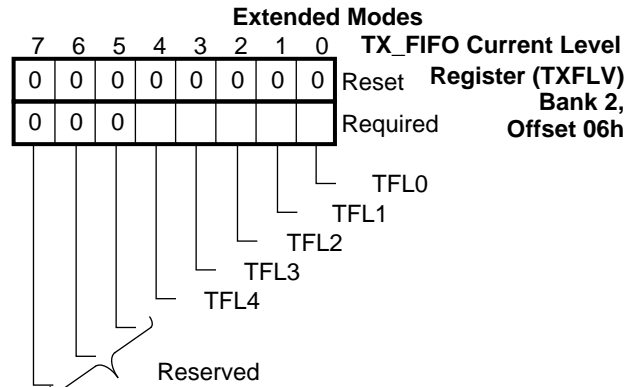 Extended Modes
7 6 5 4 3 2 1 0 TX_FIFO Current Level
0 0 0 0 0 0 0 0 Reset Register (TXFLV)
Bank 2,
0 0 0 Required Offset 06h
TFL0
TFL1
TFL2
TFL3
TFL4
Reserved